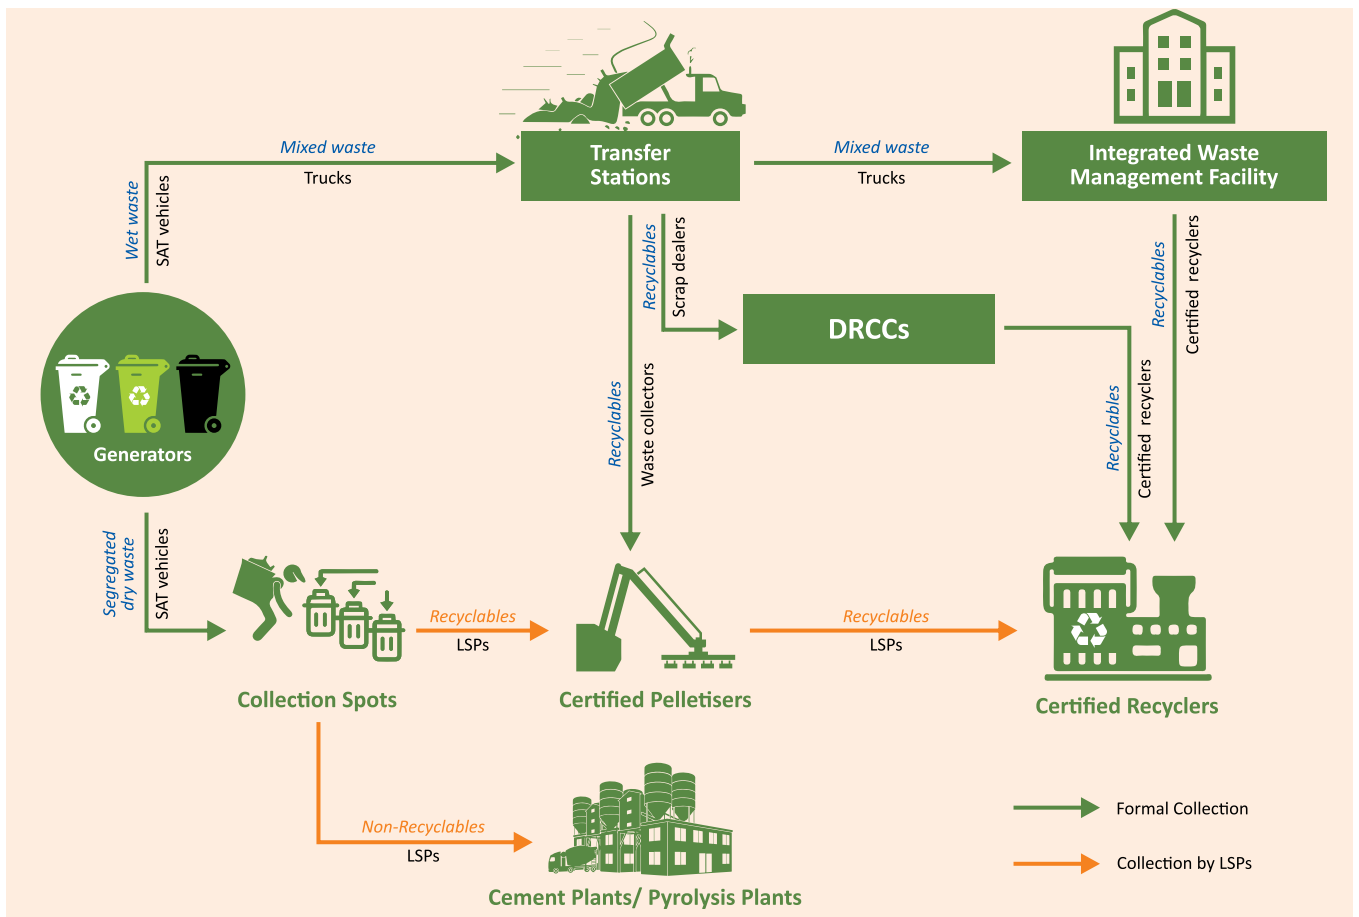 Mixed waste
Trucks
Transfer
Stations
Mixed waste
Trucks
Integrated Waste
Management Facility
Wet waste
SAT vehicles
Recyclables
Scrap dealers
Recyclables
Certified recyclers
DRCCs
Recyclables
Waste collectors
Recyclables
Certified recyclers
Generators
Segregated
dry waste
SAT vehicles
Recyclables
LSPs
Recyclables
LSPs
Collection Spots
Certified Pelletisers
Certified Recyclers
Non-Recyclables
LSPs
Cement Plants/ Pyrolysis Plants
Formal Collection
Collection by LSPs